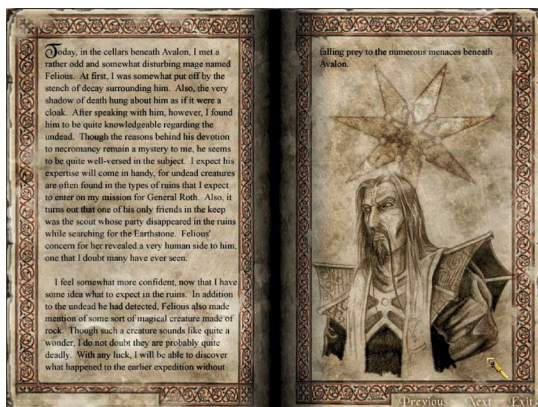 Today, in the cellars beneath Avalon, I met a
rather odd and somewhat disturbing mage named
Felious. At first, I was somewhat put off by the
stench of decay surrounding him. Also, the very
shadow of death hung about him as if it were a
cloak. After speaking with him, however, I found
him to be quite knowledgeable regarding the
undead. Though the reasons behind his devotion
to necromancy remain a mystery to me, he seems
to be quite well-versed in the subject. I expect his
expertise will come in handy, for undead creatures
are often found in the types of ruins that I expect
to enter on my mission for General Roth. Also, it
turns out that one of his only friends in the keep
was the scout whose party disappeared in the ruins
while searching for the Earthstone. Felious'
concern for her revealed a very human side to him,
one that I doubt many have ever seen.
I feel somewhat more confident, now that I have
some idea what to expect in the ruins. In addition
to the undead he had detected, Felious also made
mention of some sort of magical creature made of
rock. Though such a creature sounds like quite a
wonder, I do not doubt they are probably quite
deadly. With any luck, I will be able to discover
what happened to the earlier expedition without
falling prey to the numerous menaces beneath
Avalon.
Previous Next Exit